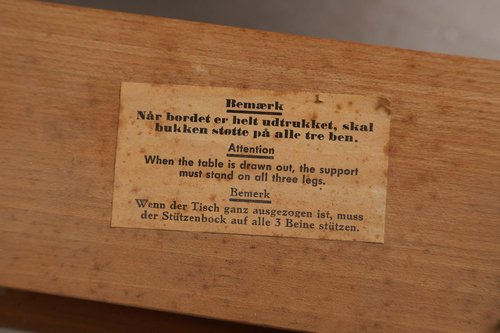 Bemærk
Når bordet er helt udtrukket, skal
bukken støtte på alle tre ben.
Attention
When the table is drawn out, the support
must stand on all three legs.
Bemerk
Wenn der Tisch ganz ausgezogen ist, muss
der Stützenbock auf alle 3 Beine stützen.